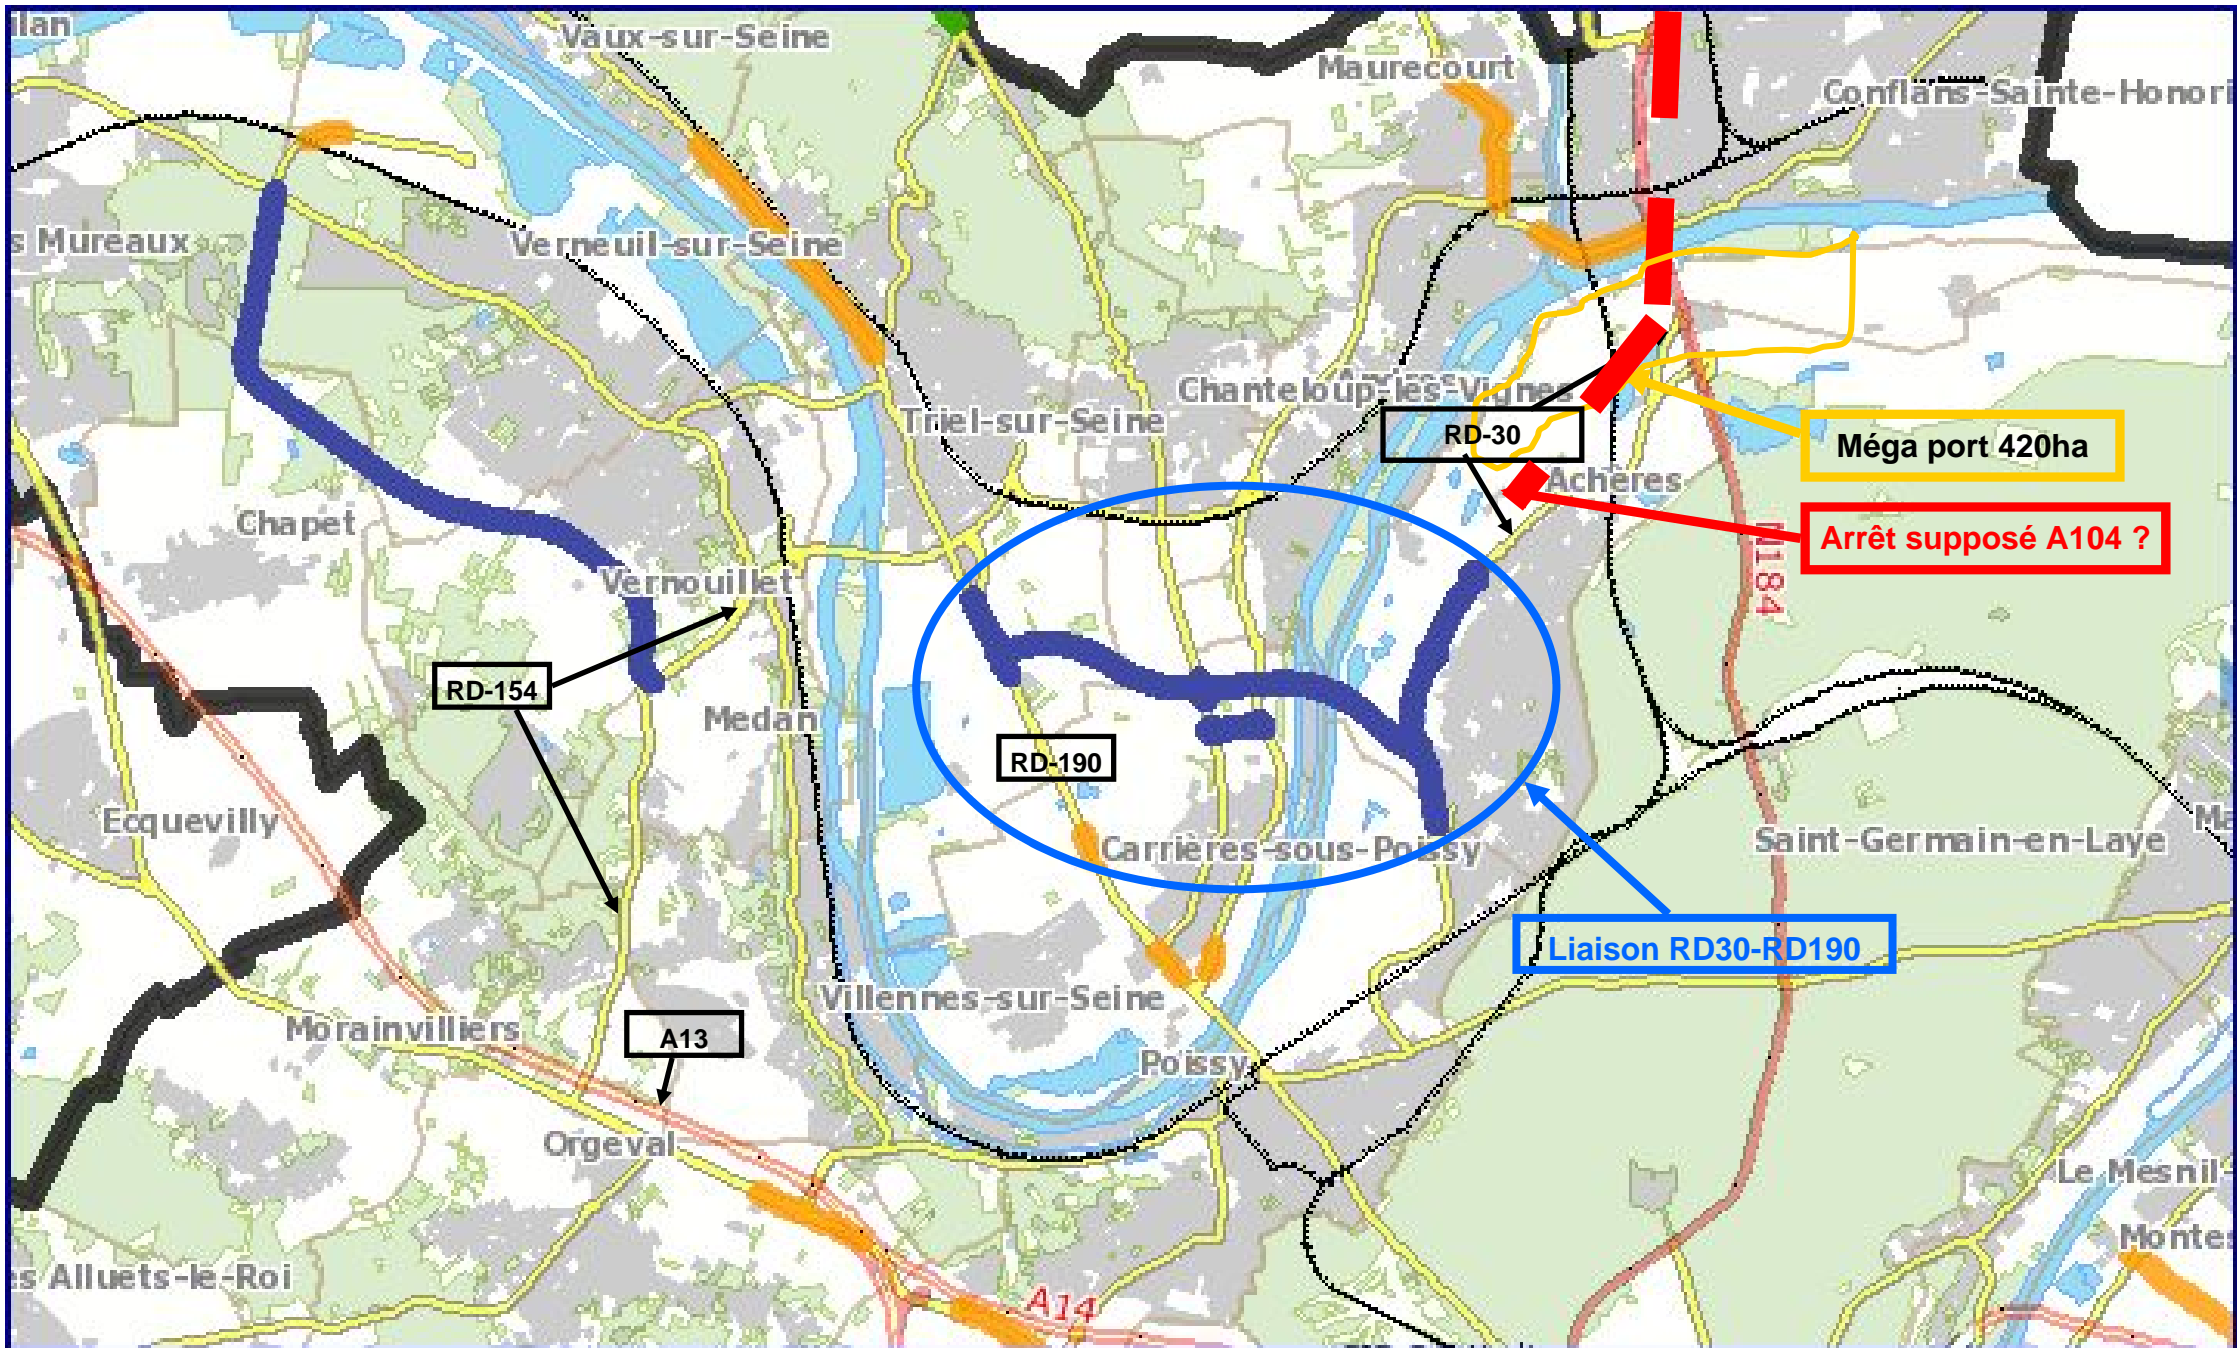 Vaux-sur-Seine
Maurecourt
Conflans-Sainte-Honori
s Mureaux
Verneuil-sur-Seine
Chanteloup-les-Vignes
Triel-sur-Seine
RD-30
Méga port 420ha
Achères
Chapet
Arrêt supposé A104 ?
N184
Vernouillet
RD-154
Medan
RD-190
Ecquevilly
Carrières-sous-Poissy
Saint-Germain-en-Laye
Ma
Liaison RD30-RD190
Villennes-sur-Seine
Morainvilliers
A13
Poissy
Orgeval
Le Mesnil-
Montes
es Alluets-le-Roi
A14